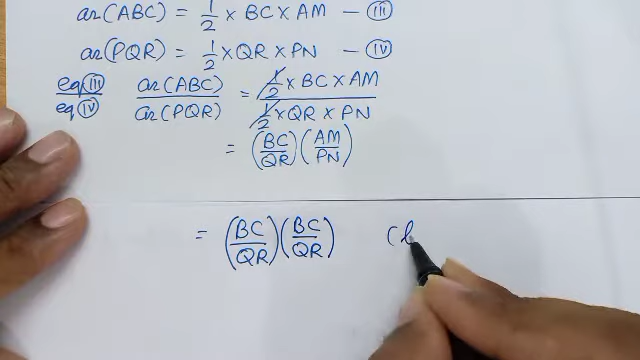 ar(ABC) = 1/2 × BC × AM — III
ar(PQR) = 1/2 × QR × PN — IV
eq III / eq IV   ar(ABC) / ar(PQR) = 1/2 × BC × AM / 1/2 × QR × PN
= (BC/QR) (AM/PN)
= (BC/QR) (BC/QR)   (